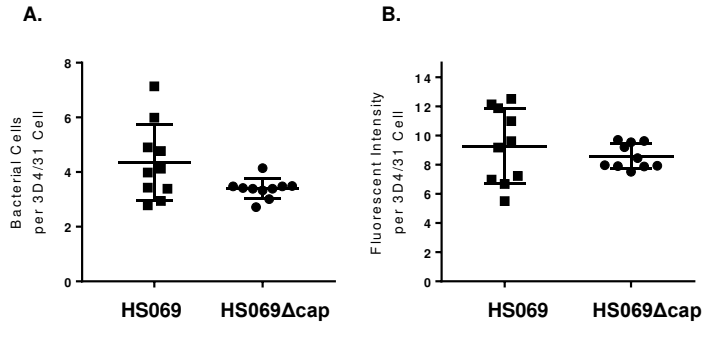 A.
Bacterial Cells
per 3D4/31 Cell
8
6
4
2
0
HS069
HS069Δcap
B.
Fluorescent Intensity
per 3D4/31 Cell
14
12
10
8
6
4
2
0
HS069
HS069Δcap